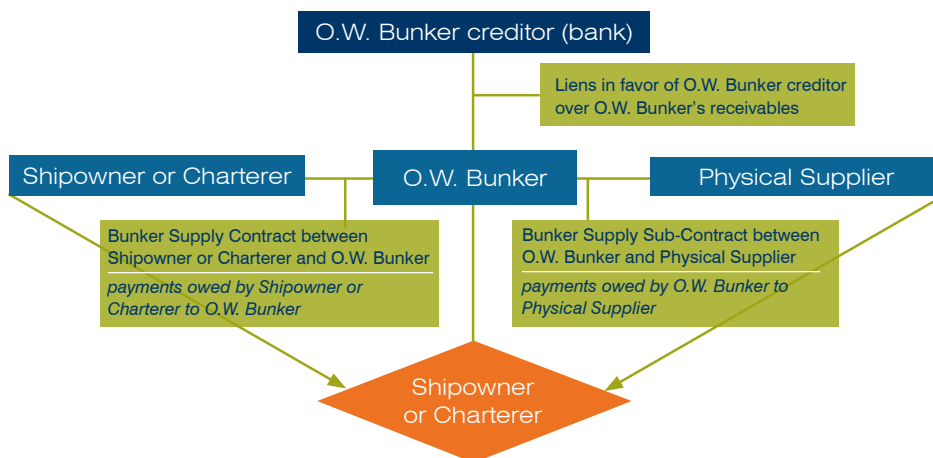 O.W. Bunker creditor (bank)
Liens in favor of O.W. Bunker creditor
over O.W. Bunker's receivables
Shipowner or Charterer
O.W. Bunker
Physical Supplier
Bunker Supply Contract between
Shipowner or Charterer and O.W. Bunker
payments owed by Shipowner or
Charterer to O.W. Bunker
Bunker Supply Sub-Contract between
O.W. Bunker and Physical Supplier
payments owed by O.W. Bunker to
Physical Supplier
Shipowner
or Charterer